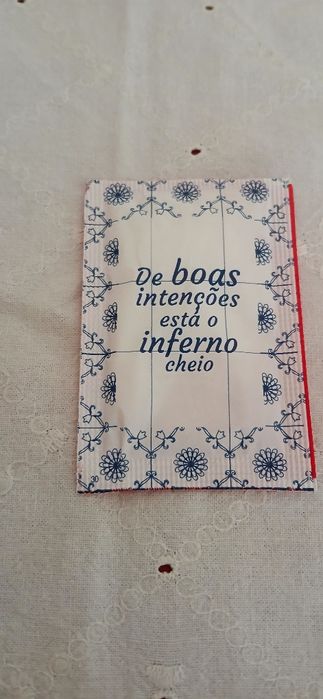 De boas
intenções
está o
inferno
cheio